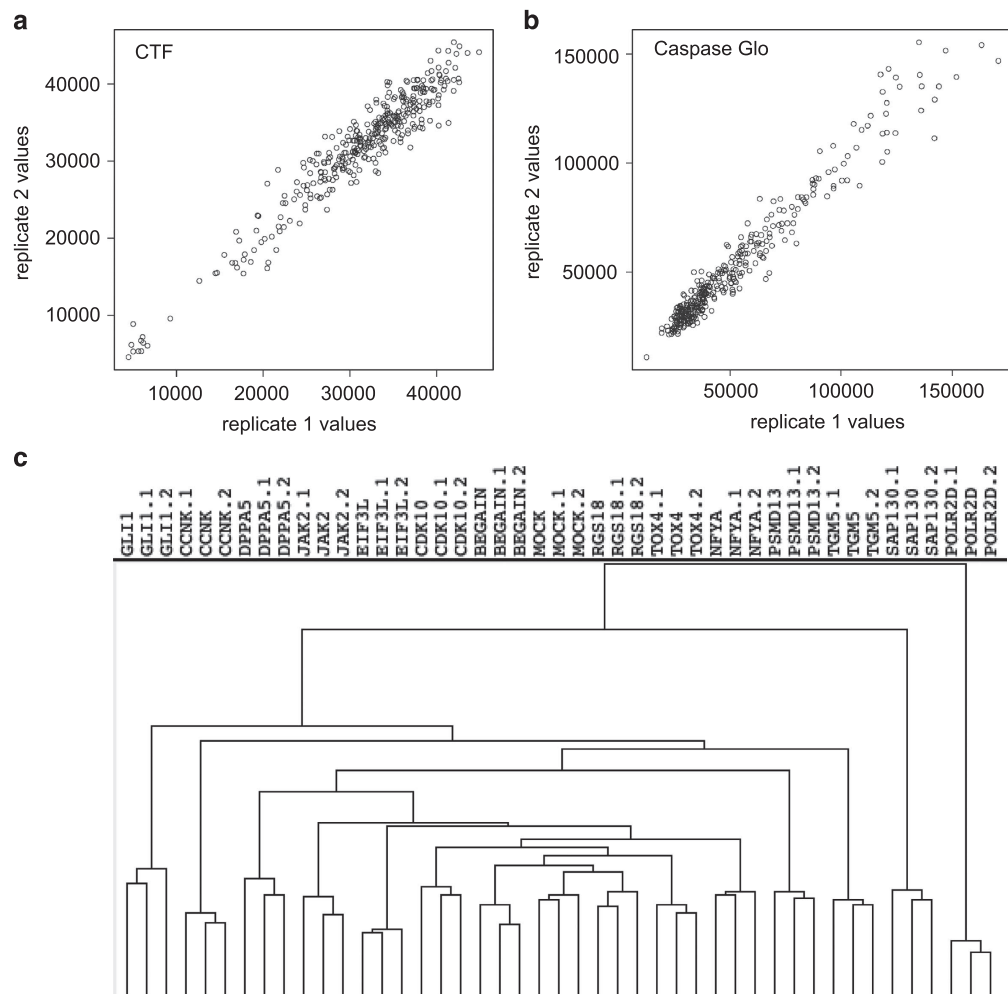 a
CTF
replicate 2 values
40000
30000
20000
10000
10000 20000 30000 40000
replicate 1 values
b
Caspase Glo
replicate 2 values
150000
100000
50000
50000 100000 150000
replicate 1 values
c
GLI1
GLI1.1
GLI1.2
CCNK.1
CCNK
CCNK.2
DPPA5
DPPA5.1
DPPA5.2
JAK2.1
JAK2
JAK2.2
EIF3L
EIF3L.1
EIF3L.2
CDK10
CDK10.1
CDK10.2
BEGAIN
BEGAIN.1
BEGAIN.2
MOCK
MOCK.1
MOCK.2
RGS18
RGS18.1
RGS18.2
TOX4.1
TOX4
TOX4.2
NFYA
NFYA.1
NFYA.2
PSMD13
PSMD13.1
PSMD13.2
TGM5.1
TGM5
TGM5.2
SAP130.1
SAP130
SAP130.2
POLR2D.1
POLR2D
POLR2D.2